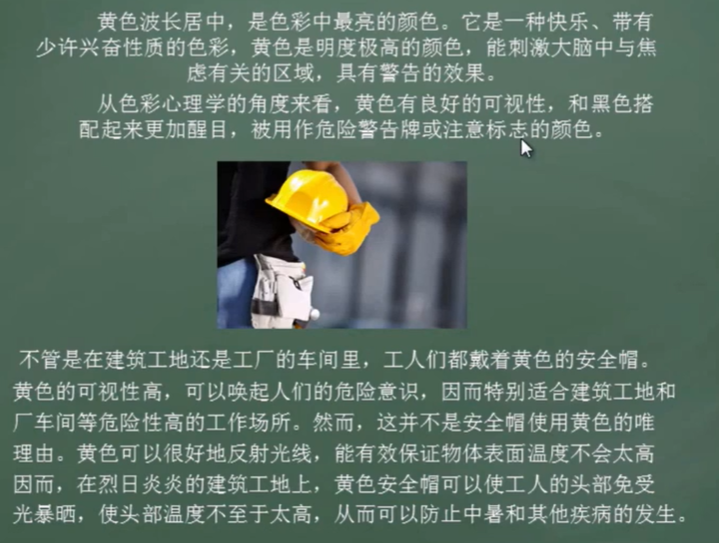 黄色波长居中，是色彩中最亮的颜色。它是一种快乐、带有
少许兴奋性质的色彩，黄色是明度极高的颜色，能刺激大脑中与焦
虑有关的区域，具有警告的效果。
从色彩心理学的角度来看，黄色有良好的可视性，和黑色搭
配起来更加醒目，被用作危险警告牌或注意标志的颜色。
不管是在建筑工地还是工厂的车间里，工人们都戴着黄色的安全帽。
黄色的可视性高，可以唤起人们的危险意识，因而特别适合建筑工地和
厂车间等危险性高的工作场所。然而，这并不是安全帽使用黄色的唯
理由。黄色可以很好地反射光线，能有效保证物体表面温度不会太高
因而，在烈日炎炎的建筑工地上，黄色安全帽可以使工人的头部免受
光暴晒，使头部温度不至于太高，从而可以防止中暑和其他疾病的发生。